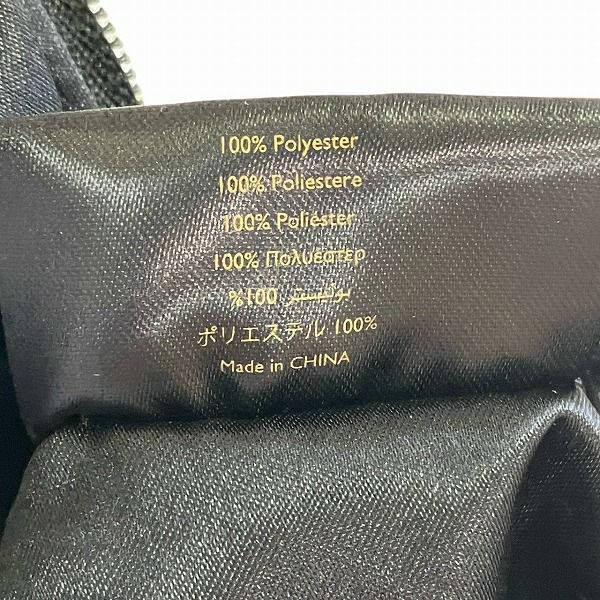 100% Polyester
100% Poliestere
100% Poliéster
100% Πολυέστερ
بوليستر 100%
ポリエステル 100%
Made in CHINA